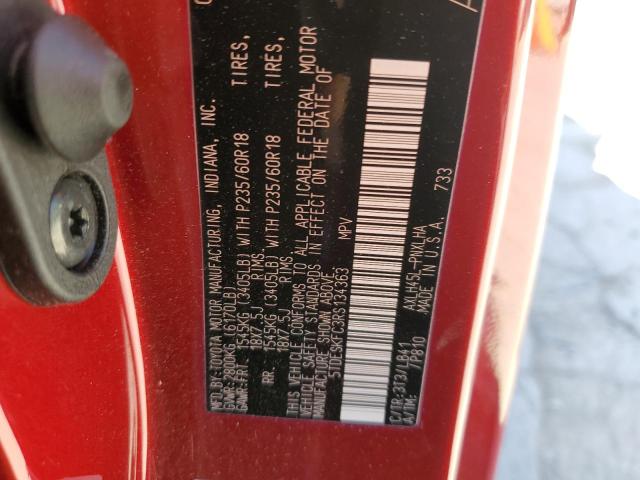 MFD.BY:TOYOTA MOTOR MANUFACTURING, INDIANA, INC.
GVWR:2800KG (6170LB)
GAWR:FRT 1545KG (3405LB) WITH P235/60R18 TIRES,
18X7.5J RIMS,
RR 1545KG (3405LB) WITH P235/60R18 TIRES,
18X7.5J RIMS,
THIS VEHICLE CONFORMS TO ALL APPLICABLE FEDERAL MOTOR
VEHICLE SAFETY STANDARDS IN EFFECT ON THE DATE OF
MANUFACTURE SHOWN ABOVE.
5TDESKFC3RS134363 MPV
C/TR:3T3/LB41 AXLH45L-PNXLHA
A/TM: /P810 MADE IN U.S.A. 733